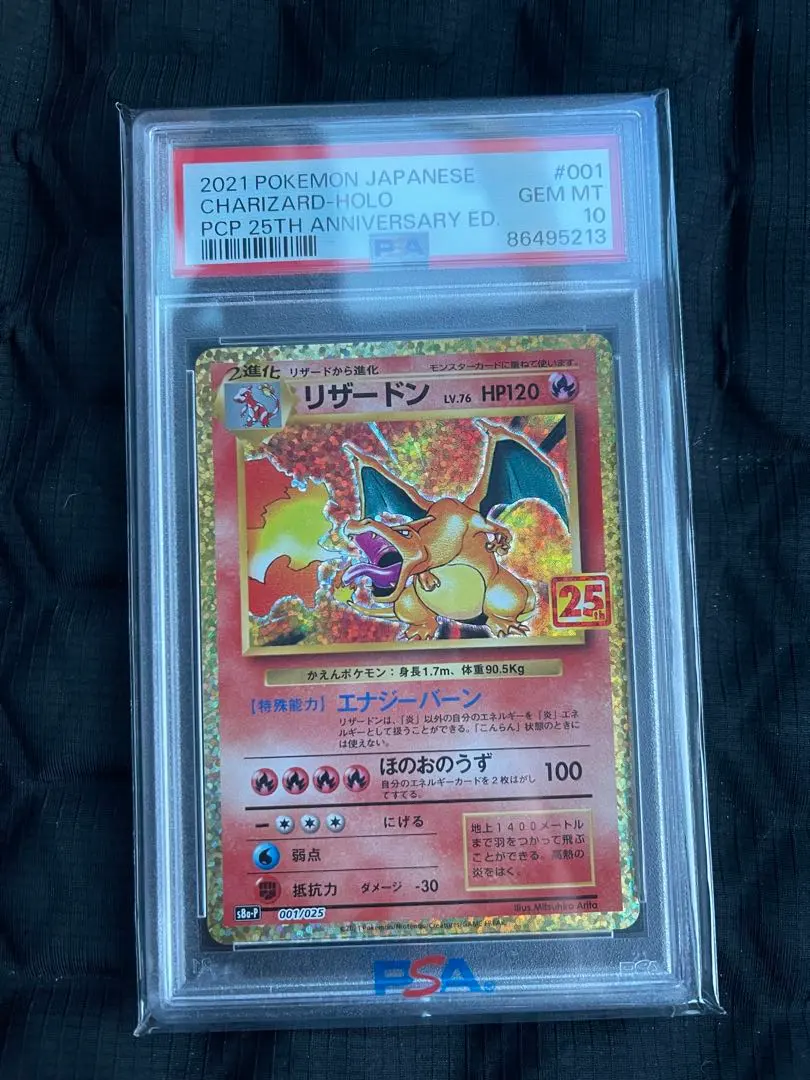 2021 POKEMON JAPANESE #001
CHARIZARD-HOLO GEM MT
PCP 25TH ANNIVERSARY ED. 10
PSA 86495213
2進化 リザードから進化 モンスターカードに重ねて使います。
リザードン LV.76 HP120
25th
かえんポケモン:身長1.7m、体重90.5Kg
【特殊能力】エナジーバーン
リザードンは、「炎」以外の自分のエネルギーを「炎」エネ
ルギーとして扱うことができる。「こんらん」状態のときに
は使えない。
ほのおのうず 100
自分のエネルギーカードを2枚はがし
てすてる。
にげる
弱点
抵抗力 ダメージ -30
地上1400メートル
まで羽をつかって飛ぶ
ことができる。高熱の
炎をはく。
Illus. Mitsuhiro Arita
s8a-P 001/025
©2021 Pokémon/Nintendo/Creatures/GAME FREAK.
PSA